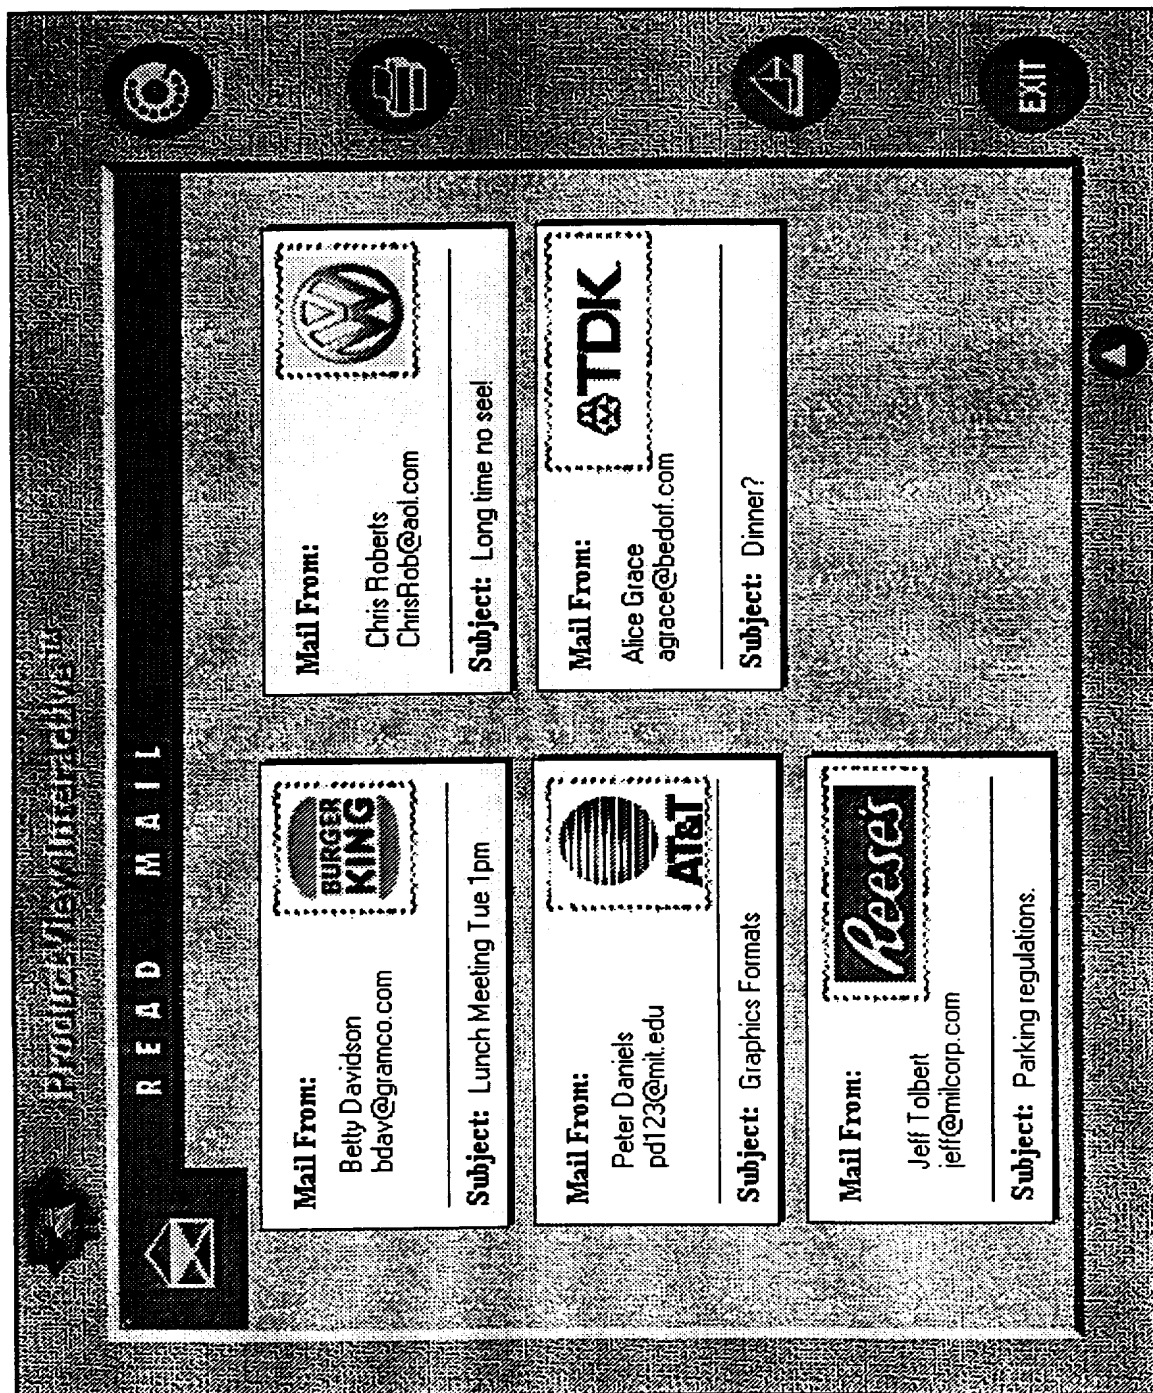 ProductViewInteractive™
READ MAIL
Mail From:
BURGER
KING
Betty Davidson
bdav@gramco.com
Subject: Lunch Meeting Tue 1pm
Mail From:
Chris Roberts
ChrisRob@aol.com
Subject: Long time no see!
Mail From:
AT&T
Peter Daniels
pd123@mit.edu
Subject: Graphics Formats
Mail From:
TDK
Alice Grace
agrace@bedorf.com
Subject: Dinner?
Mail From:
Reese's
Jeff Tolbert
jeff@milcorp.com
Subject: Parking regulations.
EXIT